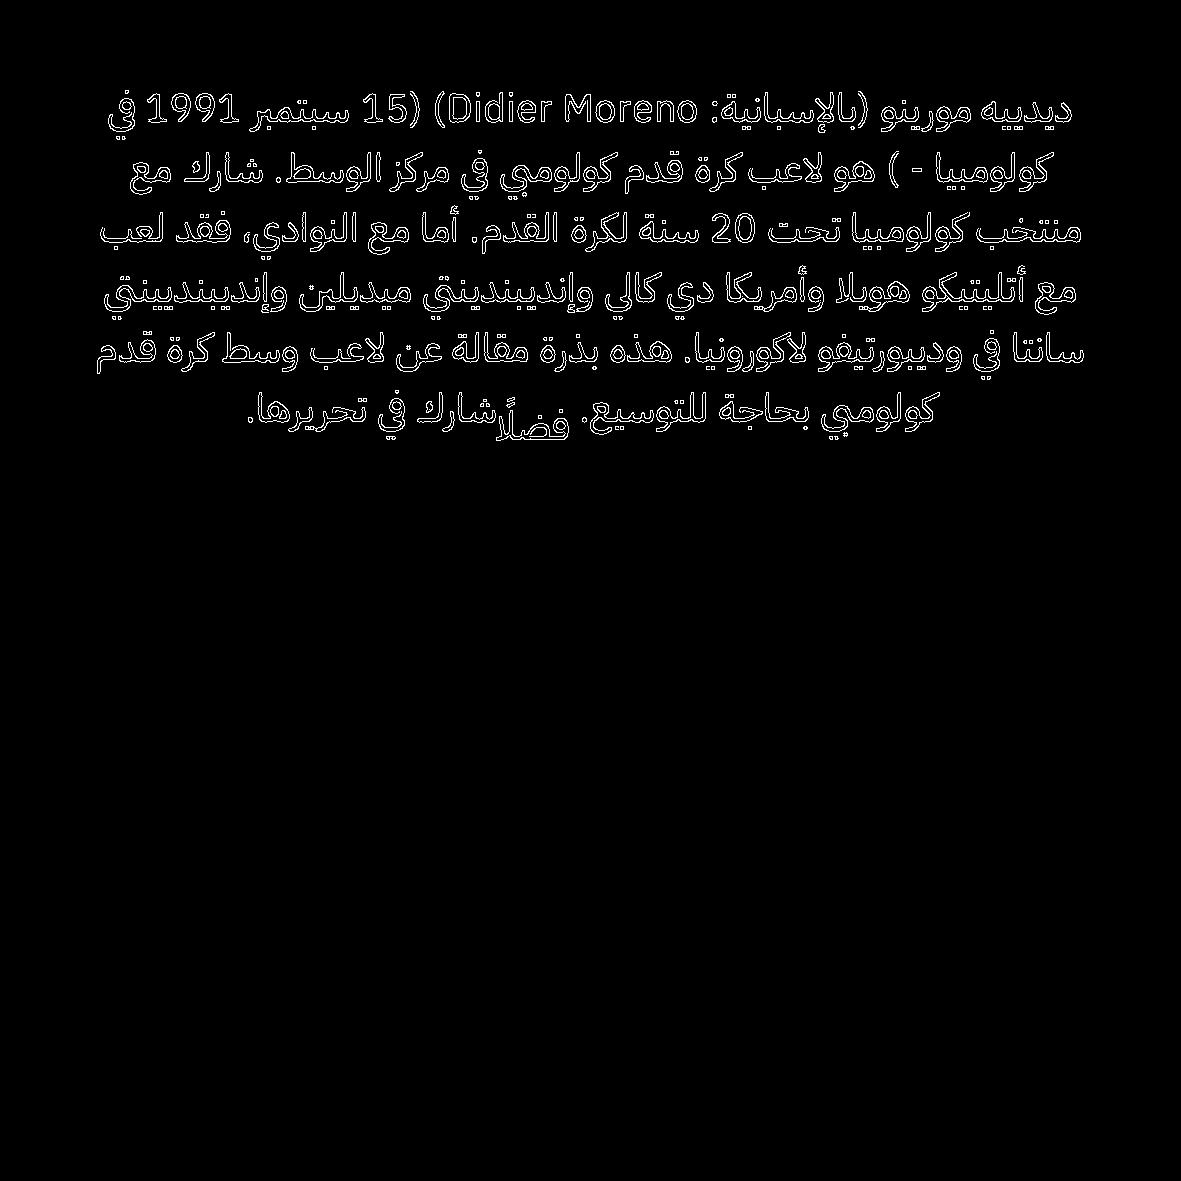 ديدييه مورينو (بالإسبانية: Didier Moreno) (15 سبتمبر 1991 في
كولومبيا - ) هو لاعب كرة قدم كولومبي في مركز الوسط. شارك مع
منتخب كولومبيا تحت 20 سنة لكرة القدم. أما مع النوادي، فقد لعب
مع أتليتيكو هويلا وأمريكا دي كالي وإنديبندينتي ميديلين وإنديبنديينتي
سانتا في وديبورتيفو لاكورونيا. هذه بذرة مقالة عن لاعب وسط كرة قدم
كولومبي بحاجة للتوسيع. فضلًا شارك في تحريرها.